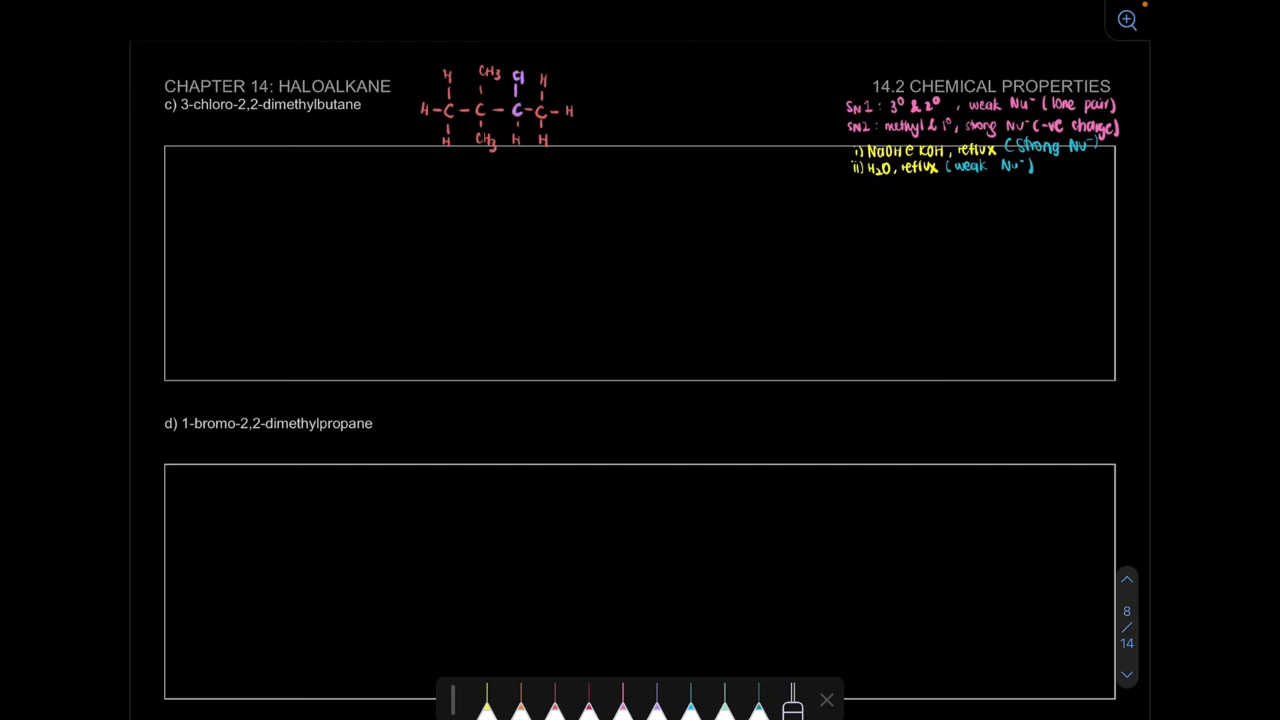 CHAPTER 14: HALOALKANE
14.2 CHEMICAL PROPERTIES
c) 3-chloro-2,2-dimethylbutane
H CH3 Cl H
H-C-C-C-C-H
H CH3 H H
SN1 : 3° & 2° , weak Nu⁻ (lone pair)
SN2 : methyl & 1° , strong Nu⁻ (-ve charge)
i) NaOH @ KOH , reflux (strong Nu⁻)
ii) H2O , reflux (weak Nu⁻)
d) 1-bromo-2,2-dimethylpropane
8
/
14